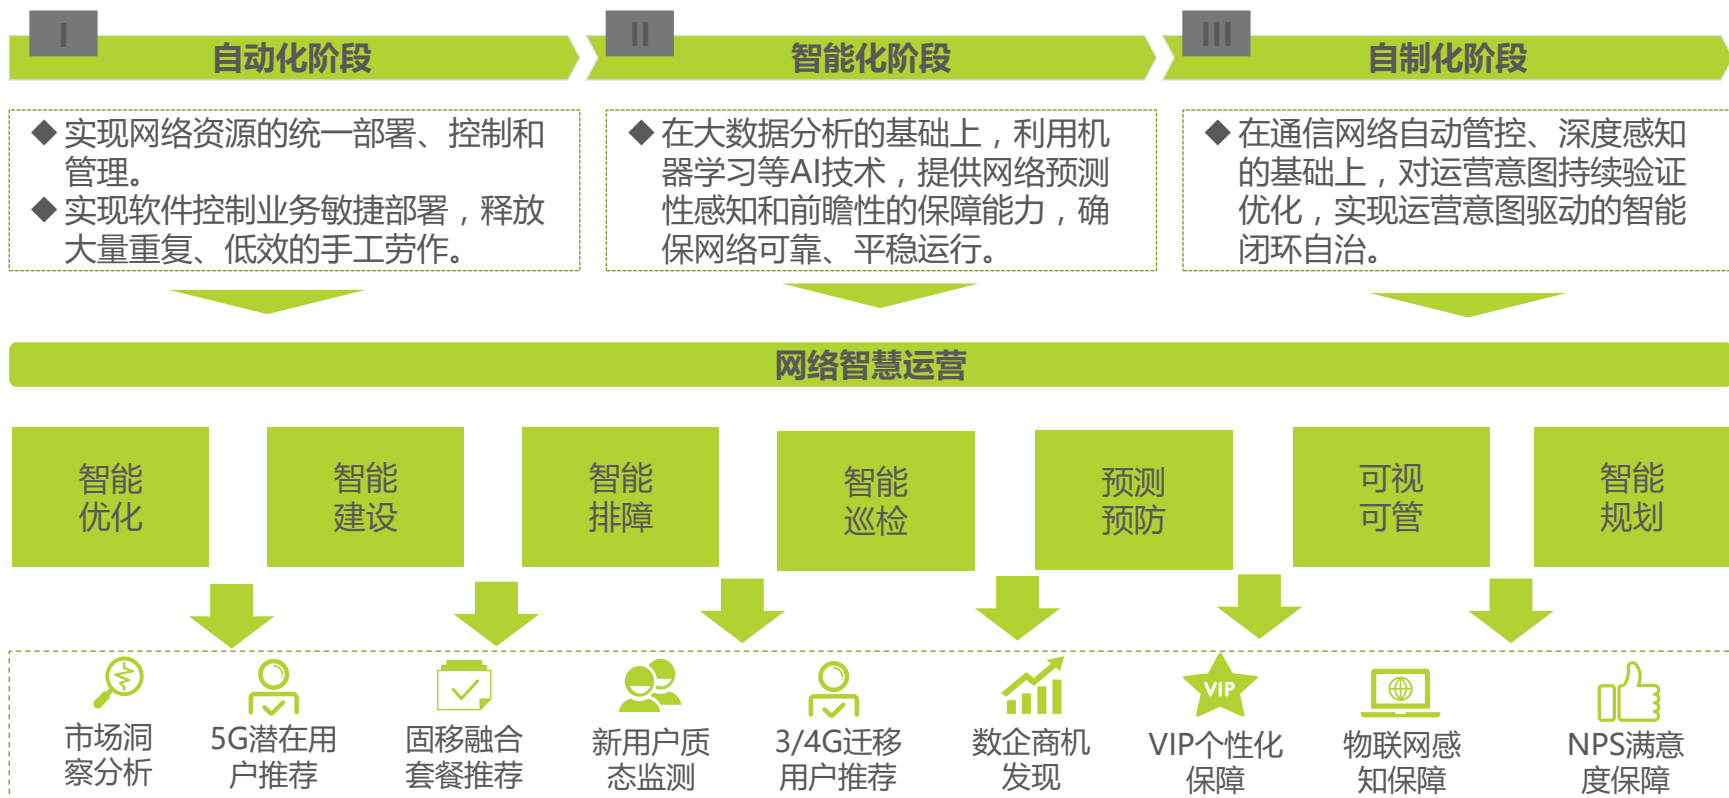 I
自动化阶段
II
智能化阶段
III
自制化阶段
◆ 实现网络资源的统一部署、控制和
管理。
◆ 实现软件控制业务敏捷部署，释放
大量重复、低效的手工劳作。
◆ 在大数据分析的基础上，利用机
器学习等AI技术，提供网络预测
性感知和前瞻性的保障能力，确
保网络可靠、平稳运行。
◆ 在通信网络自动管控、深度感知
的基础上，对运营意图持续验证
优化，实现运营意图驱动的智能
闭环自治。
网络智慧运营
智能
优化
智能
建设
智能
排障
智能
巡检
预测
预防
可视
可管
智能
规划
市场洞
察分析
5G潜在用
户推荐
固移融合
套餐推荐
新用户质
态监测
3/4G迁移
用户推荐
数企商机
发现
VIP
VIP个性化
保障
物联网感
知保障
NPS满意
度保障